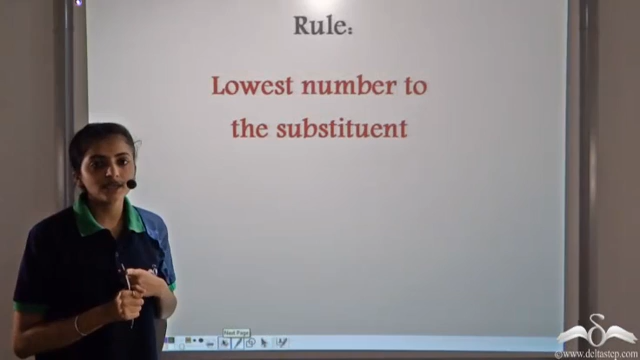 Rule:
Lowest number to
the substituent
Next Page
©www.deltastep.com